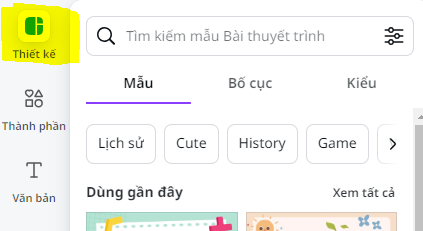 Thiết kế
Thành phần
Văn bản
Tìm kiếm mẫu Bài thuyết trình
Mẫu Bố cục Kiểu
Lịch sử Cute History Game
Dùng gần đây Xem tất cả